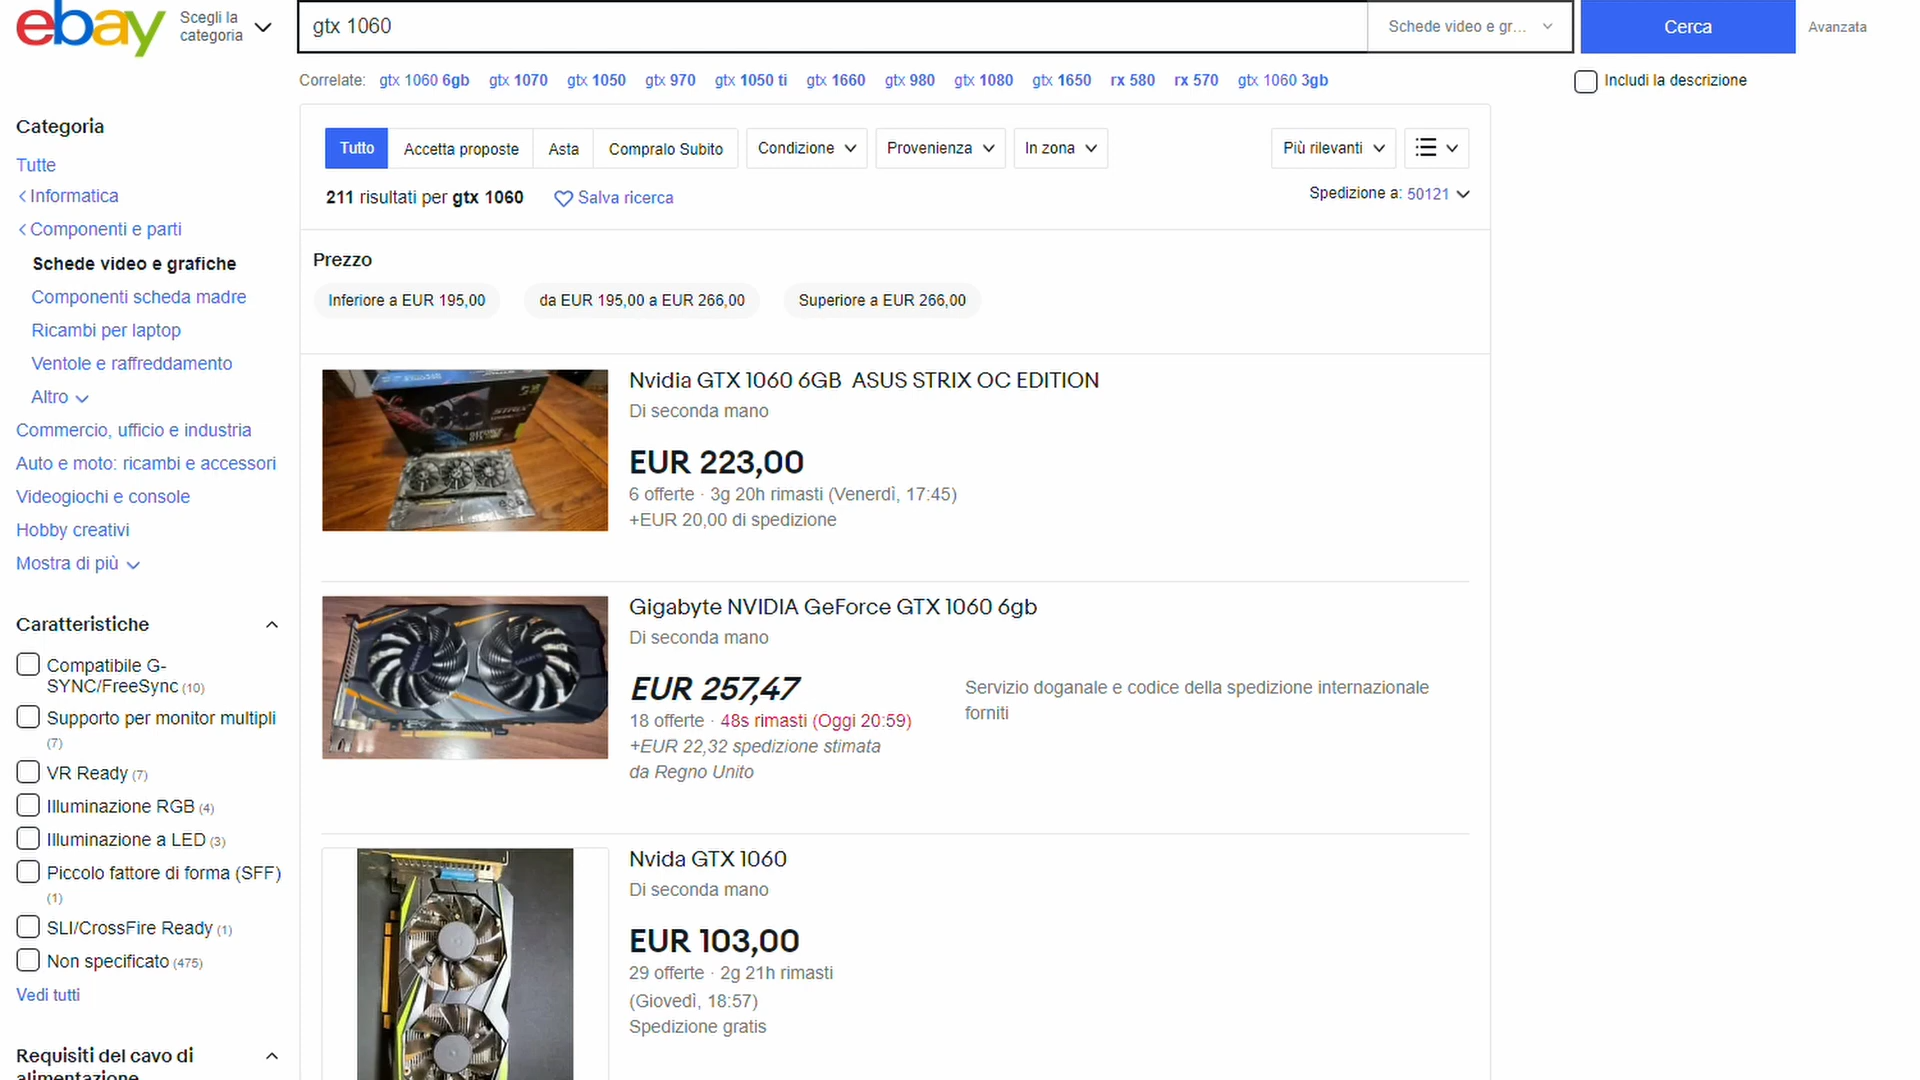 ebay
Scegli la
categoria
gtx 1060
Schede video e gr...
Cerca
Avanzata
Correlate: gtx 1060 6gb gtx 1070 gtx 1050 gtx 970 gtx 1050 ti gtx 1660 gtx 980 gtx 1080 gtx 1650 rx 580 rx 570 gtx 1060 3gb
Includi la descrizione
Categoria
Tutte
Informatica
Componenti e parti
Schede video e grafiche
Componenti scheda madre
Ricambi per laptop
Ventole e raffreddamento
Altro
Commercio, ufficio e industria
Auto e moto: ricambi e accessori
Videogiochi e console
Hobby creativi
Mostra di più
Caratteristiche
Compatibile G-
SYNC/FreeSync (10)
Supporto per monitor multipli
(7)
VR Ready (7)
Illuminazione RGB (4)
Illuminazione a LED (3)
Piccolo fattore di forma (SFF)
(1)
SLI/CrossFire Ready (1)
Non specificato (475)
Vedi tutti
Requisiti del cavo di
alimentazione
Tutto Accetta proposte Asta Compralo Subito Condizione Provenienza In zona Più rilevanti
211 risultati per gtx 1060 Salva ricerca
Spedizione a: 50121
Prezzo
Inferiore a EUR 195,00 da EUR 195,00 a EUR 266,00 Superiore a EUR 266,00
Nvidia GTX 1060 6GB ASUS STRIX OC EDITION
Di seconda mano
EUR 223,00
6 offerte · 3g 20h rimasti (Venerdì, 17:45)
+EUR 20,00 di spedizione
Gigabyte NVIDIA GeForce GTX 1060 6gb
Di seconda mano
EUR 257,47
18 offerte · 48s rimasti (Oggi 20:59)
+EUR 22,32 spedizione stimata
da Regno Unito
Servizio doganale e codice della spedizione internazionale
forniti
Nvida GTX 1060
Di seconda mano
EUR 103,00
29 offerte · 2g 21h rimasti
(Giovedì, 18:57)
Spedizione gratis